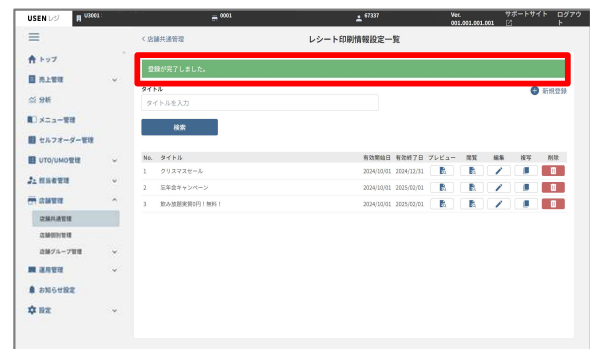 USEN レジ
U3001
0001
67337
Ver.
001.001.001.001
サポートサイト
ログアウト
トップ
売上管理
分析
メニュー管理
セルフオーダー管理
UTO/UMO管理
担当者管理
店舗管理
店舗共通管理
店舗個別管理
店舗グループ管理
運用管理
お知らせ設定
設定
< 店舗共通管理
レシート印刷情報設定一覧
登録が完了しました。
タイトル
新規登録
タイトルを入力
検索
No. タイトル 有効開始日 有効終了日 プレビュー 閲覧 編集 複写 削除
1 クリスマスセール 2024/10/01 2024/12/31
2 忘年会キャンペーン 2024/10/01 2025/02/01
3 飲み放題実質0円！無料！ 2024/10/01 2025/02/01